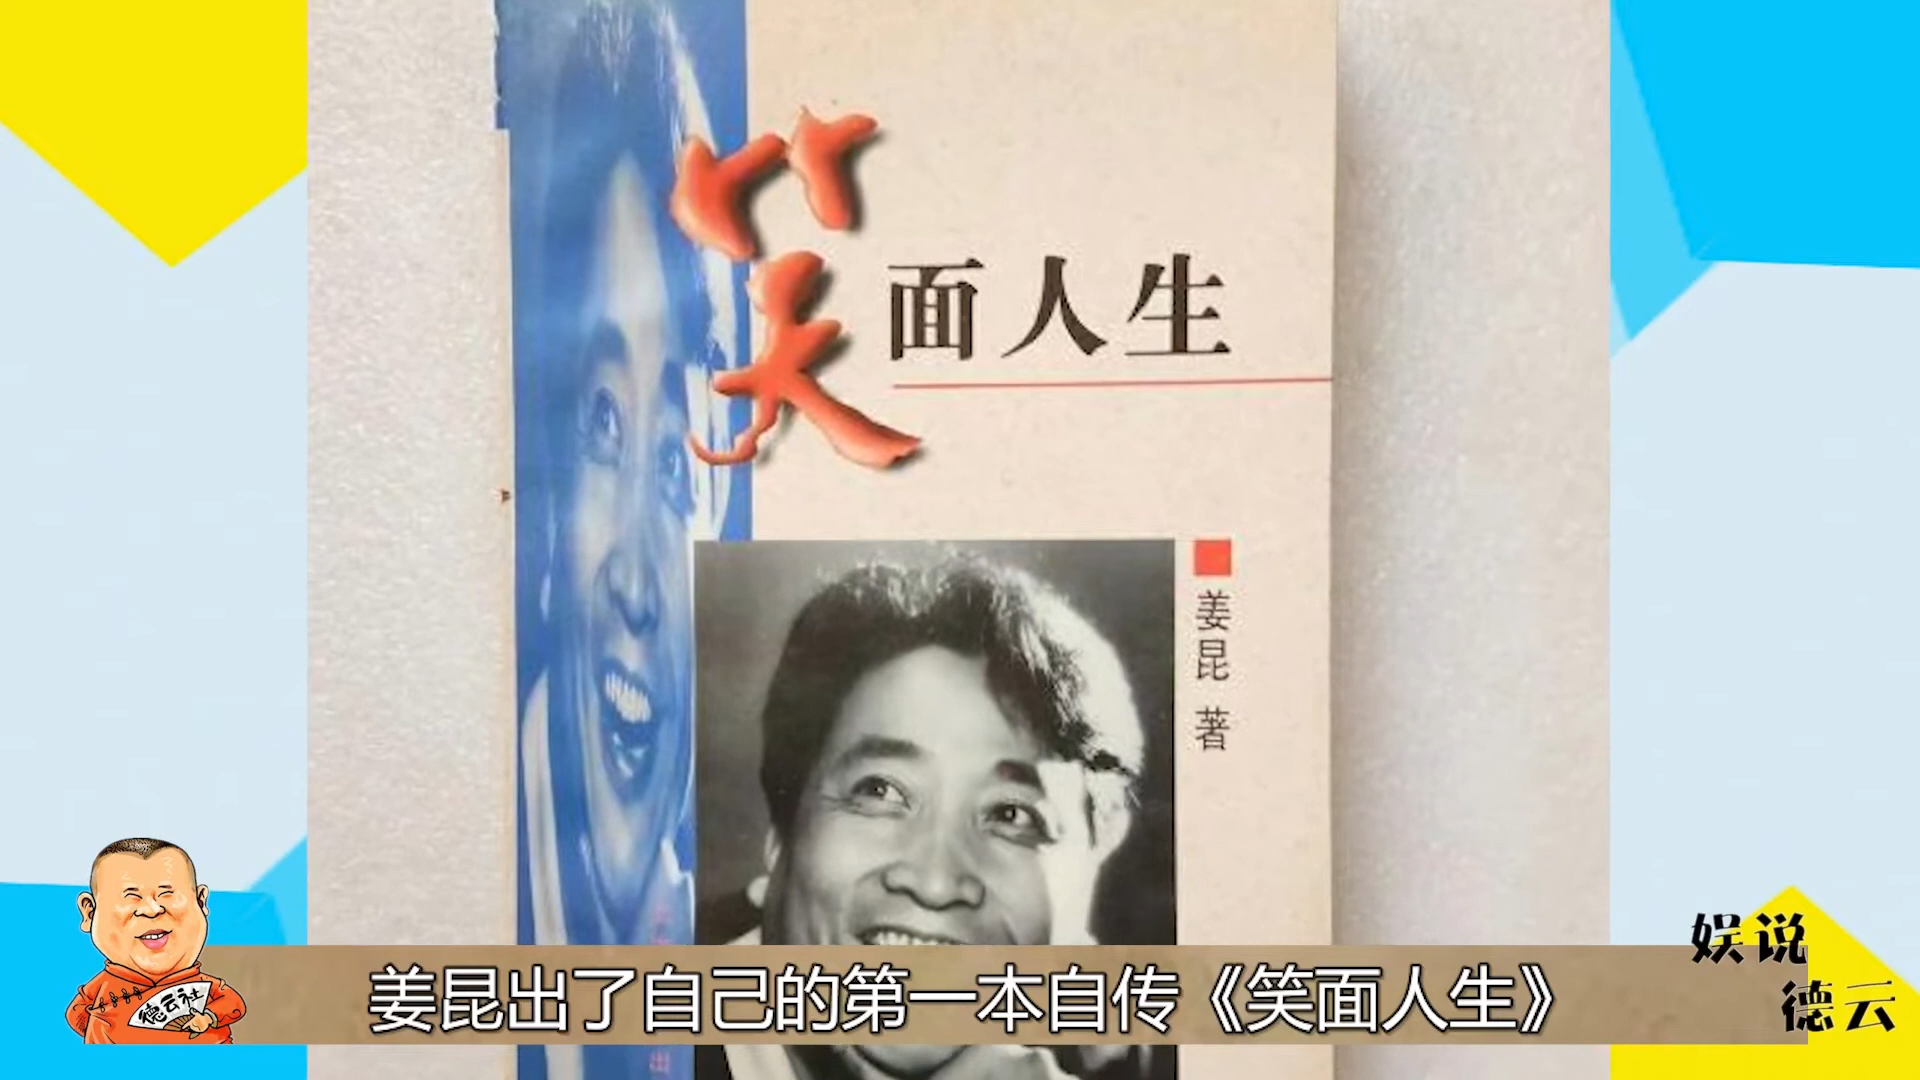 笑面人生
姜昆 著
出
德云社
姜昆出了自己的第一本自传《笑面人生》
娱说
德云